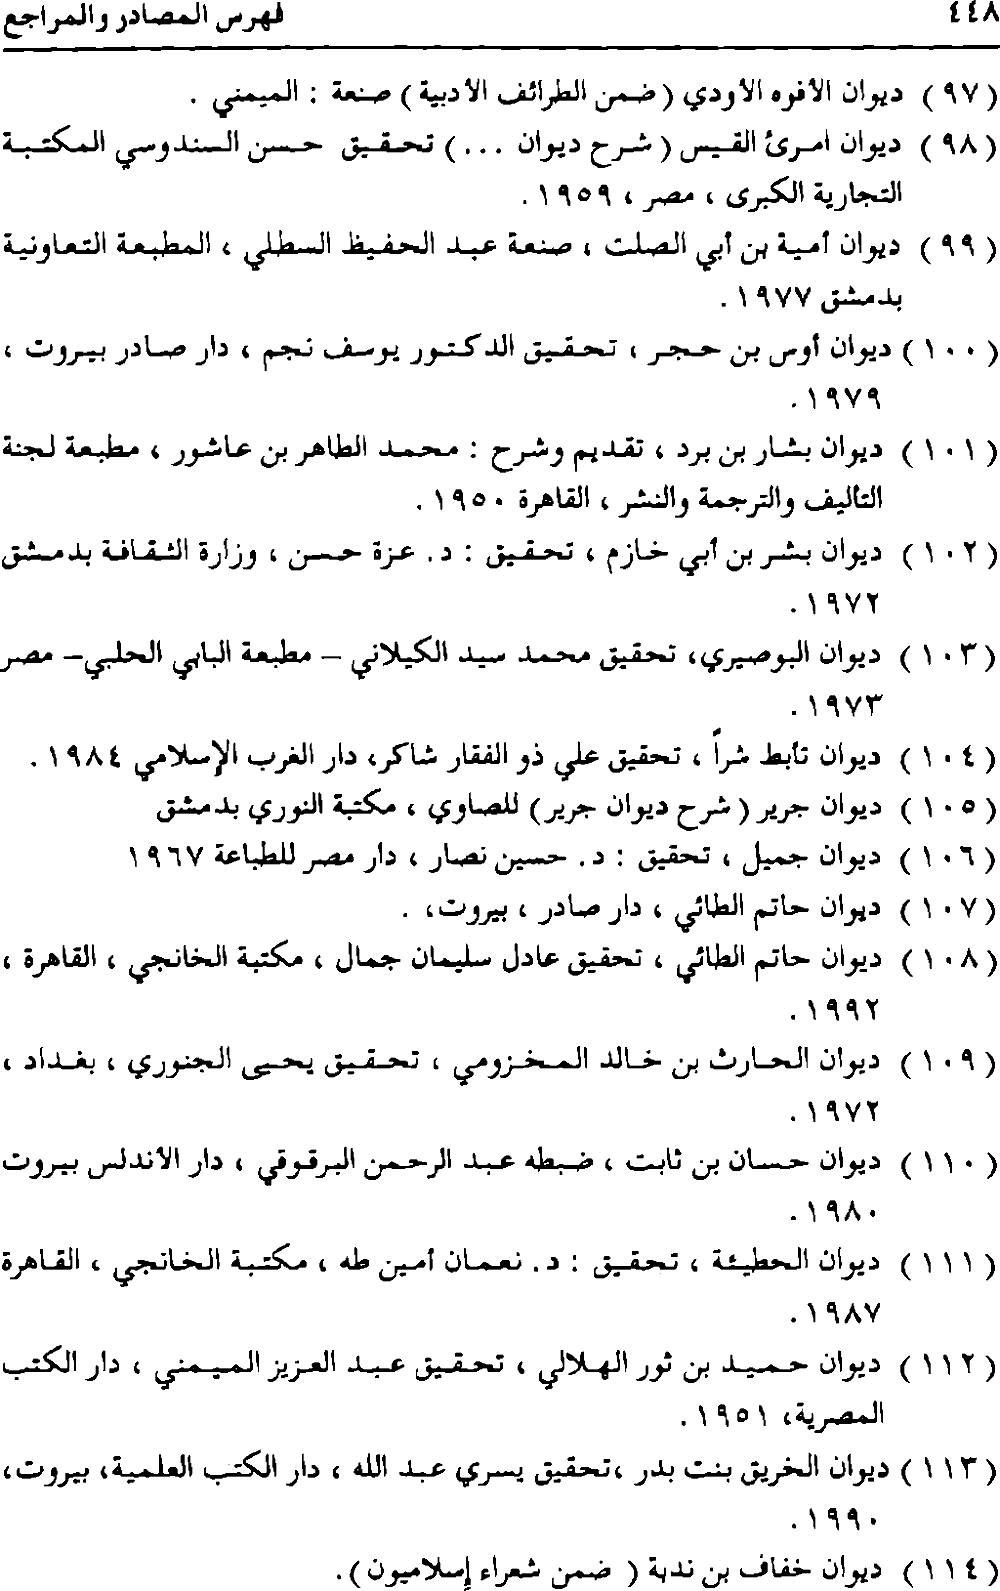 ٤٤٨ فهرس المصادر والمراجع
( ٩٧ ) ديوان الأفوه الأودي ( ضمن الطرائف الأدبية ) صنعة : الميمني .
( ٩٨ ) ديوان امرئ القيس ( شرح ديوان ... ) تحقيق حسن السندوسي المكتبة
التجارية الكبرى ، مصر ، ١٩٥٩ .
( ٩٩ ) ديوان أمية بن أبي الصلت ، صنعة عبد الحفيظ السطلي ، المطبعة التعاونية
بدمشق ١٩٧٧ .
( ١٠٠ ) ديوان أوس بن حجر ، تحقيق الدكتور يوسف نجم ، دار صادر بيروت ،
١٩٧٩ .
( ١٠١ ) ديوان بشار بن برد ، تقديم وشرح : محمد الطاهر بن عاشور ، مطبعة لجنة
التأليف والترجمة والنشر ، القاهرة ١٩٥٠ .
( ١٠٢ ) ديوان بشر بن أبي خازم ، تحقيق : د. عزة حسن ، وزارة الثقافة بدمشق
١٩٧٢ .
( ١٠٣ ) ديوان البوصيري، تحقيق محمد سيد الكيلاني – مطبعة البابي الحلبي– مصر
١٩٧٣ .
( ١٠٤ ) ديوان تأبط شراً ، تحقيق علي ذو الفقار شاكر، دار الغرب الإسلامي ١٩٨٤ .
( ١٠٥ ) ديوان جرير ( شرح ديوان جرير) للصاوي ، مكتبة النوري بدمشق
( ١٠٦ ) ديوان جميل ، تحقيق : د. حسين نصار ، دار مصر للطباعة ١٩٦٧
( ١٠٧ ) ديوان حاتم الطائي ، دار صادر ، بيروت، .
( ١٠٨ ) ديوان حاتم الطائي ، تحقيق عادل سليمان جمال ، مكتبة الخانجي ، القاهرة ،
١٩٩٢ .
( ١٠٩ ) ديوان الحارث بن خالد المخزومي ، تحقيق يحيى الجنوري ، بغداد ،
١٩٧٢ .
( ١١٠ ) ديوان حسان بن ثابت ، ضبطه عبد الرحمن البرقوقي ، دار الأندلس بيروت
١٩٨٠ .
( ١١١ ) ديوان الحطيئة ، تحقيق : د. نعمان أمين طه ، مكتبة الخانجي ، القاهرة
١٩٨٧ .
( ١١٢ ) ديوان حميد بن ثور الهلالي ، تحقيق عبد العزيز الميمني ، دار الكتب
المصرية، ١٩٥١ .
( ١١٣ ) ديوان الخريق بنت بدر ،تحقيق يسري عبد الله ، دار الكتب العلمية، بيروت،
١٩٩٠ .
( ١١٤ ) ديوان خفاف بن ندبة ( ضمن شعراء إسلاميون ).